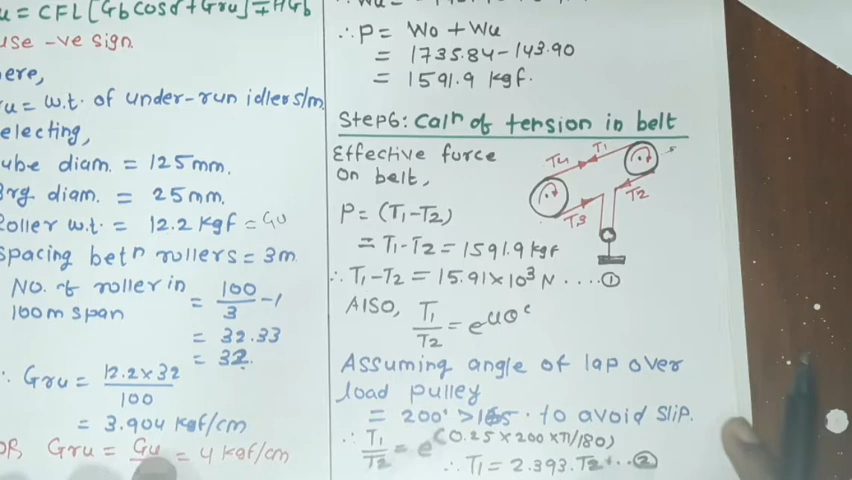 u = CFL [Gb cosσ + Gru] ∓ HGb
use -ve sign.
ere,
ru = w.t. of under-run idlers/m
electing,
ube diam. = 125 mm.
Brg diam. = 25 mm.
Roller w.t. = 12.2 kgf = Gu
spacing betn rollers = 3m
No. of roller in
100m span
= 100/3 - 1
= 32.33
= 32.
∴ Gru = 12.2 x 32 / 100
= 3.904 kgf/cm
OR Gru = Gu = 4 kgf/cm
∴ P = Wo + Wu
= 1735.84 - 143.90
= 1591.9 kgf.
Step 6: Caln of tension in belt
Effective force
on belt,
P = (T1 - T2)
= T1 - T2 = 1591.9 kgf
∴ T1 - T2 = 15.91 x 10^3 N ....①
T4 T1
T2
T3
Also, T1/T2 = e^μθ
Assuming angle of lap over
load pulley
= 200° > 165. to avoid slip.
∴ T1/T2 = e^(0.25 x 200 x π/180)
∴ T1 = 2.393.T2 ...②